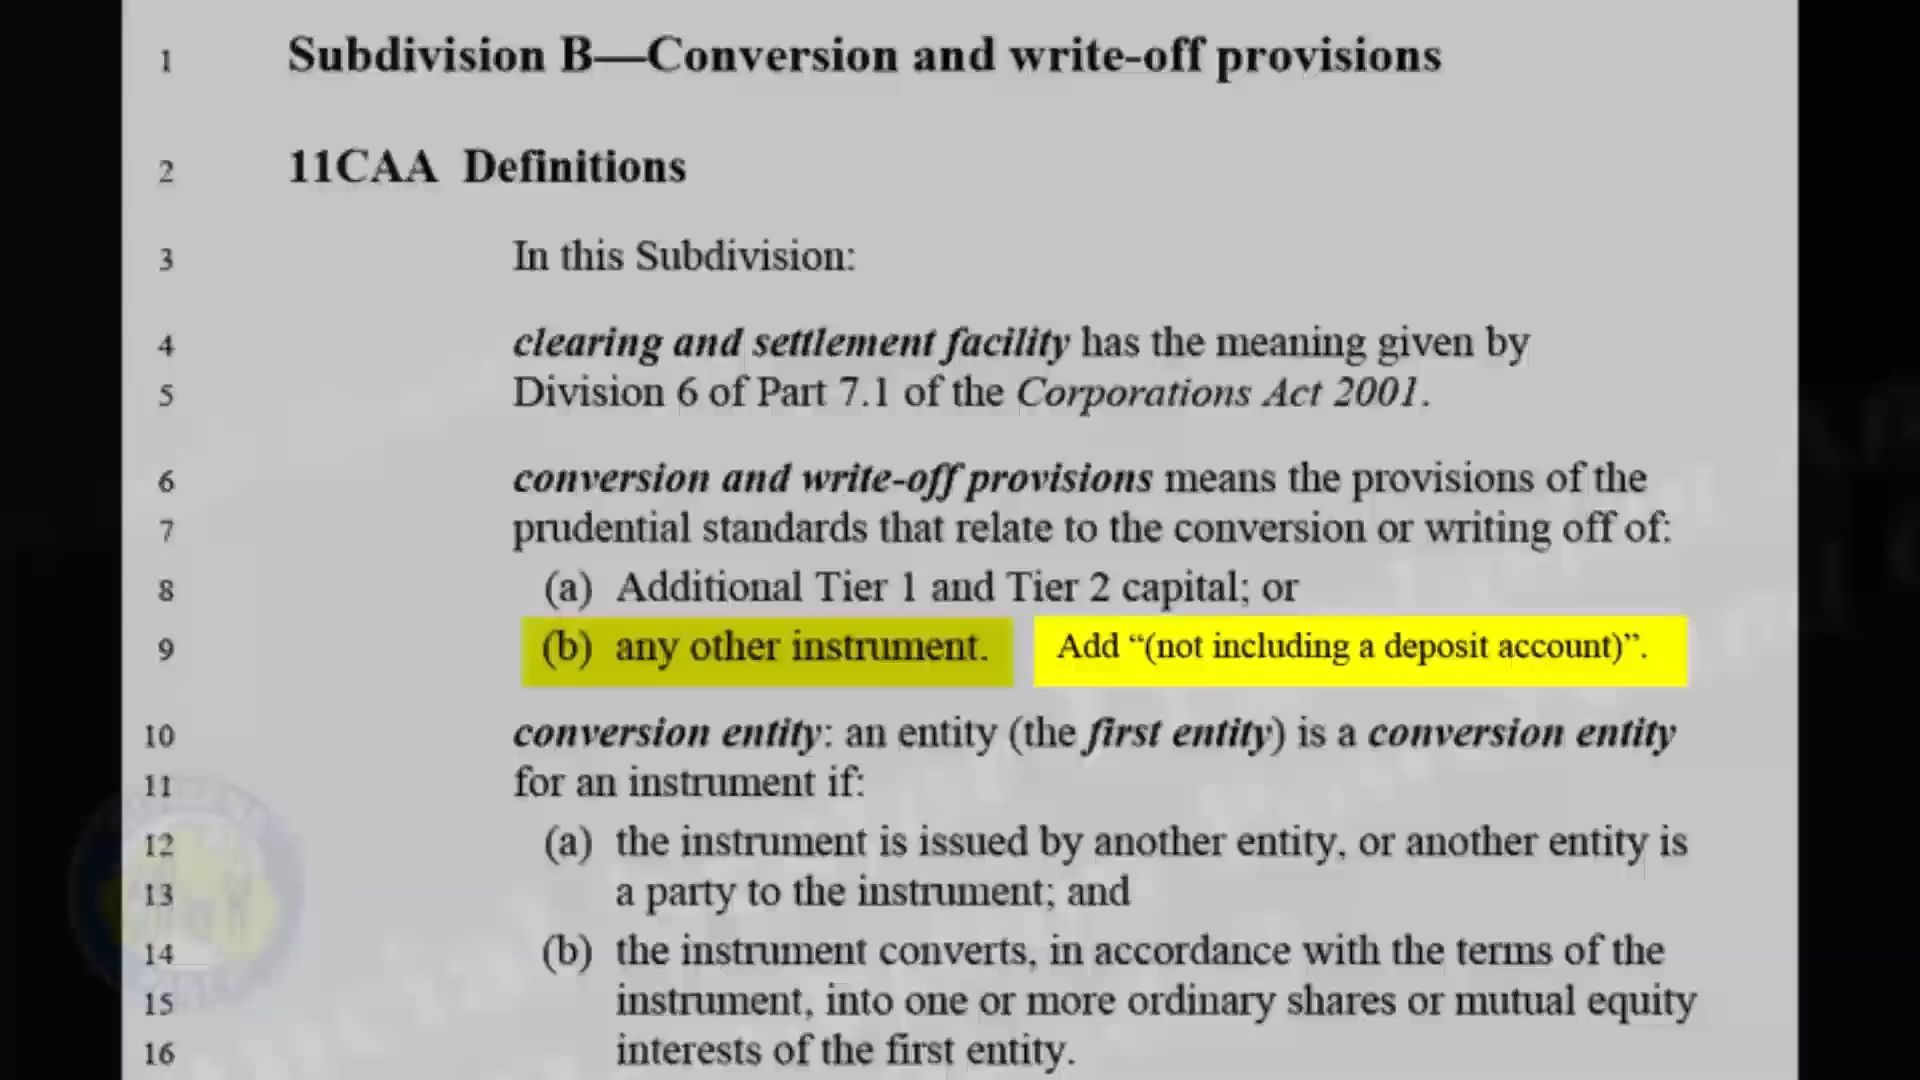 1 Subdivision B—Conversion and write-off provisions
2 11CAA Definitions
3 In this Subdivision:
4 clearing and settlement facility has the meaning given by
5 Division 6 of Part 7.1 of the Corporations Act 2001.
6 conversion and write-off provisions means the provisions of the
7 prudential standards that relate to the conversion or writing off of:
8 (a) Additional Tier 1 and Tier 2 capital; or
9 (b) any other instrument. Add “(not including a deposit account)”.
10 conversion entity: an entity (the first entity) is a conversion entity
11 for an instrument if:
12 (a) the instrument is issued by another entity, or another entity is
13 a party to the instrument; and
14 (b) the instrument converts, in accordance with the terms of the
15 instrument, into one or more ordinary shares or mutual equity
16 interests of the first entity.